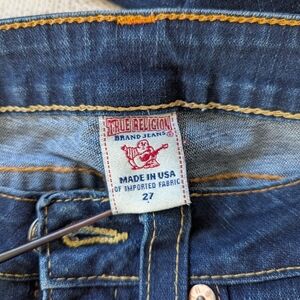 TRUE RELIGION
BRAND JEANS
MADE IN USA
OF IMPORTED FABRIC
27